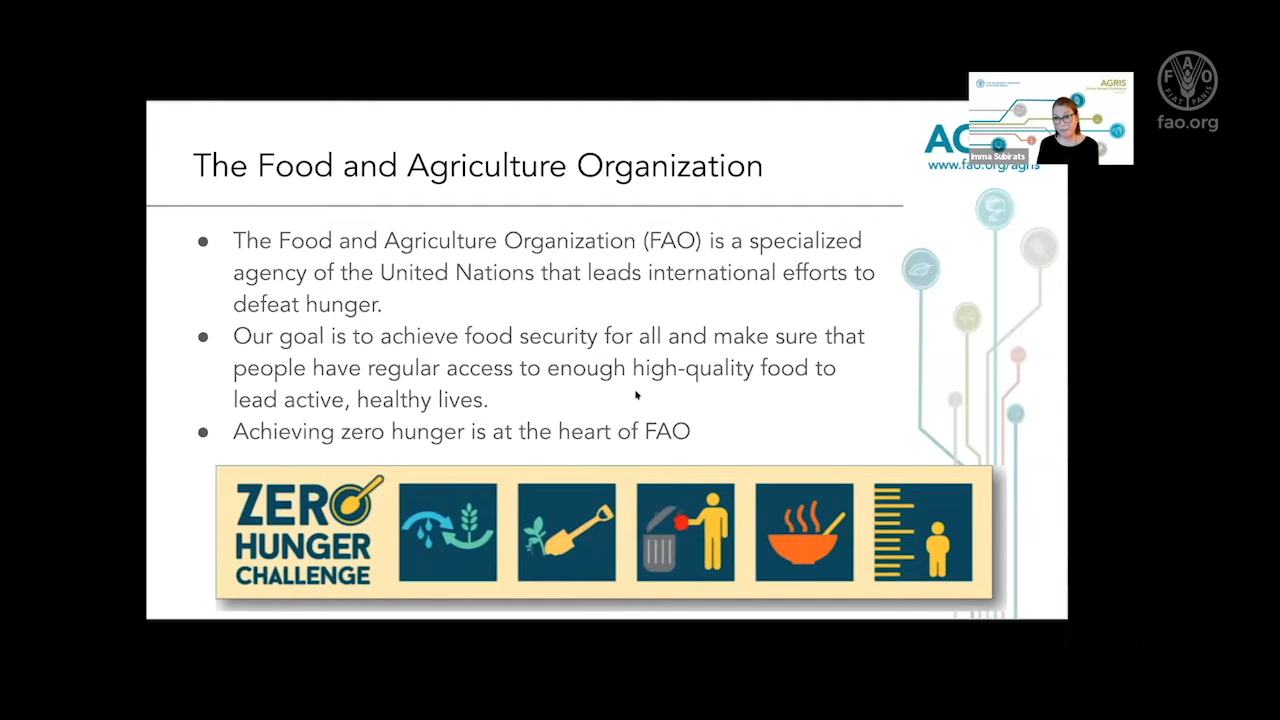 The Food and Agriculture Organization
AGRIS
Imma Subirats
www.fao.org/agris
FAO
FIAT PANIS
fao.org
● The Food and Agriculture Organization (FAO) is a specialized
agency of the United Nations that leads international efforts to
defeat hunger.
● Our goal is to achieve food security for all and make sure that
people have regular access to enough high-quality food to
lead active, healthy lives.
● Achieving zero hunger is at the heart of FAO
ZERO
HUNGER
CHALLENGE